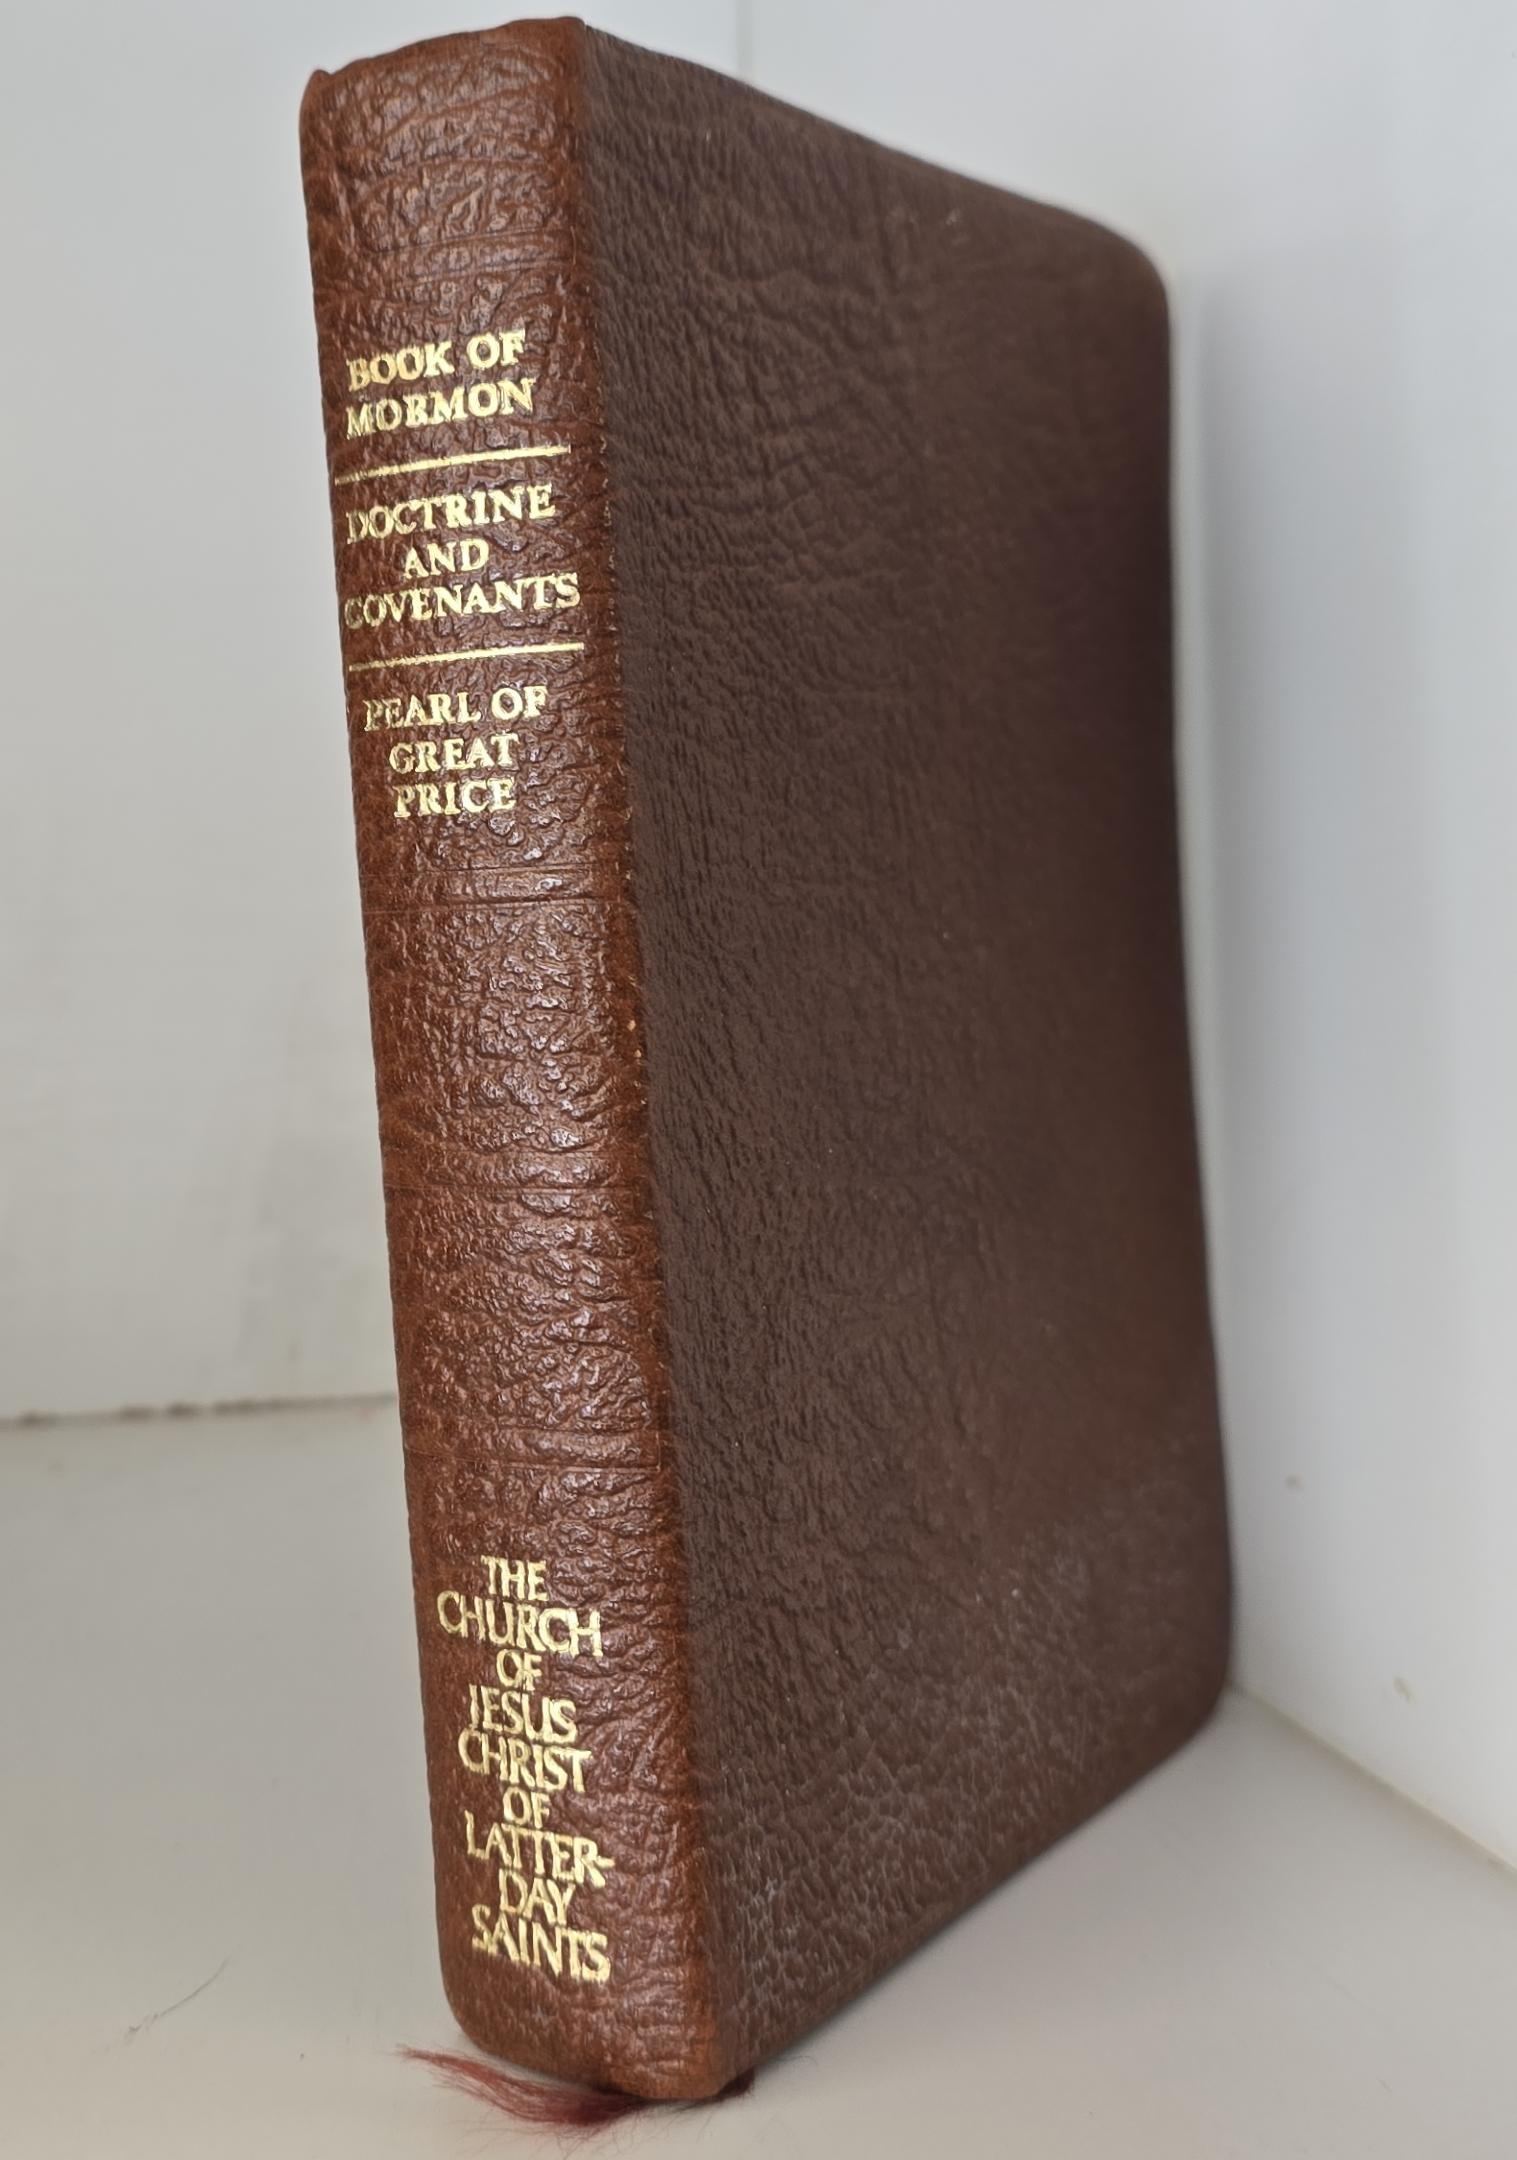 BOOK OF
MORMON
DOCTRINE
AND
COVENANTS
PEARL OF
GREAT
PRICE
THE
CHURCH
OF
JESUS
CHRIST
OF
LATTER-
DAY
SAINTS